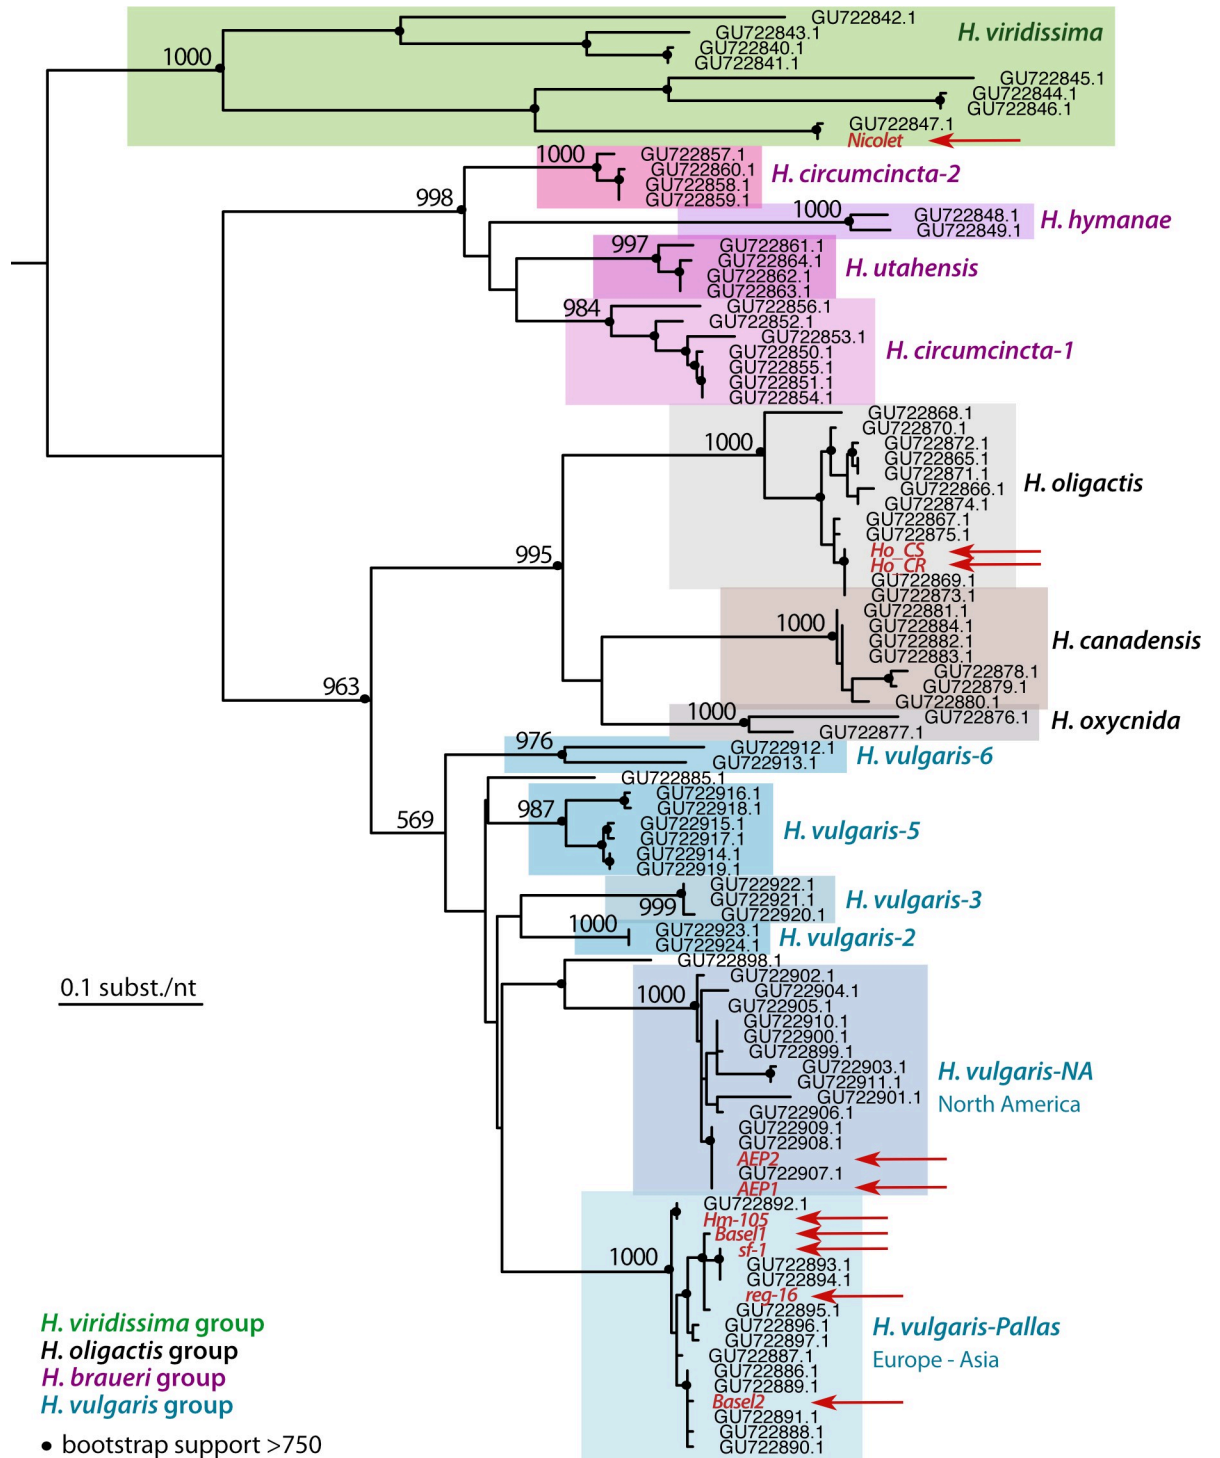 GU722842.1
GU722843.1
H. viridissima
GU722840.1
1000
GU722841.1
GU722845.1
GU722844.1
GU722846.1
GU722847.1
Nicolet
1000
GU722857.1
GU722860.1
H. circumcincta-2
GU722858.1
GU722859.1
998
1000
GU722848.1
H. hymanae
GU722849.1
997
GU722861.1
GU722864.1
H. utahensis
GU722862.1
GU722863.1
984
GU722856.1
GU722852.1
GU722853.1
H. circumcincta-1
GU722850.1
GU722855.1
GU722851.1
GU722854.1
GU722868.1
GU722870.1
1000
GU722872.1
GU722865.1
GU722871.1
H. oligactis
GU722866.1
GU722874.1
GU722867.1
GU722875.1
995
Ho_CS
Ho_CR
GU722869.1
GU722873.1
GU722881.1
1000
GU722884.1
GU722882.1
H. canadensis
GU722883.1
GU722878.1
963
GU722879.1
GU722880.1
1000
GU722876.1
H. oxycnida
GU722877.1
976
GU722912.1
H. vulgaris-6
GU722913.1
GU722885.1
GU722916.1
987
GU722918.1
569
GU722915.1
H. vulgaris-5
GU722917.1
GU722914.1
GU722919.1
GU722922.1
GU722921.1
H. vulgaris-3
999
GU722920.1
1000
GU722923.1
H. vulgaris-2
GU722924.1
GU722898.1
0.1 subst./nt
GU722902.1
1000
GU722904.1
GU722905.1
GU722910.1
GU722900.1
GU722899.1
GU722903.1
H. vulgaris-NA
GU722911.1
GU722901.1
North America
GU722906.1
GU722909.1
GU722908.1
AEP2
GU722907.1
AEP1
GU722892.1
Hm-105
Basel1
sf-1
1000
GU722893.1
GU722894.1
reg-16
GU722895.1
GU722896.1
H. vulgaris-Pallas
GU722897.1
GU722887.1
Europe - Asia
GU722886.1
GU722889.1
Basel2
GU722891.1
GU722888.1
GU722890.1
H. viridissima group
H. oligactis group
H. braueri group
H. vulgaris group
• bootstrap support >750